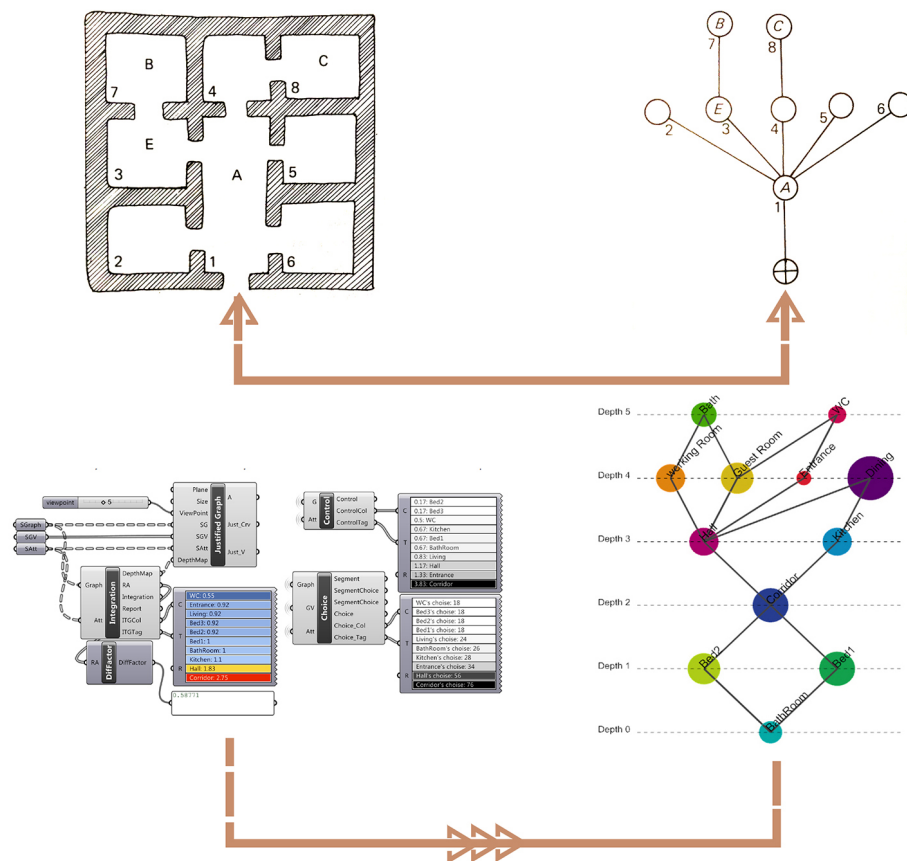 B
C
7
4
8
E
A
3
5
2
1
6
B
C
7
8
E
2
3
4
5
6
A
1
viewpoint
◊ 5
SGraph
SGV
SAtt
Plane
Size
ViewPoint
SG
SGV
SAtt
DepthMap
Justified Graph
A
Just_Crv
Just_V
Graph
Att
Integration
DepthMap
RA
Integration
Report
ITGCol
ITGTag
RA
Diffactor
DiffFactor
C
T
R
WC: 0.55
Entrance: 0.92
Living: 0.92
Bed3: 0.92
Bed2: 0.92
Bed1: 1
BathRoom: 1
Kitchen: 1.1
Hall: 1.83
Corridor: 2.75
0.58771
G
Att
Control
Control
ControlCol
ControlTag
C
T
R
0.17: Bed2
0.17: Bed3
0.5: WC
0.67: Kitchen
0.67: Bed1
0.67: BathRoom
0.83: Living
1.17: Hall
1.33: Entrance
3.83: Corridor
Graph
GV
Att
Choice
Segment
SegmentChoice
SegmentChoice
Choice
Choice_Col
Choice_Tag
C
T
R
WC's choise: 18
Bed3's choise: 18
Bed2's choise: 18
Bed1's choise: 18
Living's choise: 24
BathRoom's choise: 26
Kitchen's choise: 28
Entrance's choise: 34
Hall's choise: 56
Corridor's choise: 76
Depth 5
Bath
WC
Depth 4
working Room
Guest Room
Entrance
Dining
Depth 3
Hall
Kitchen
Depth 2
Corridor
Depth 1
Bed2
Bed1
Depth 0
BathRoom